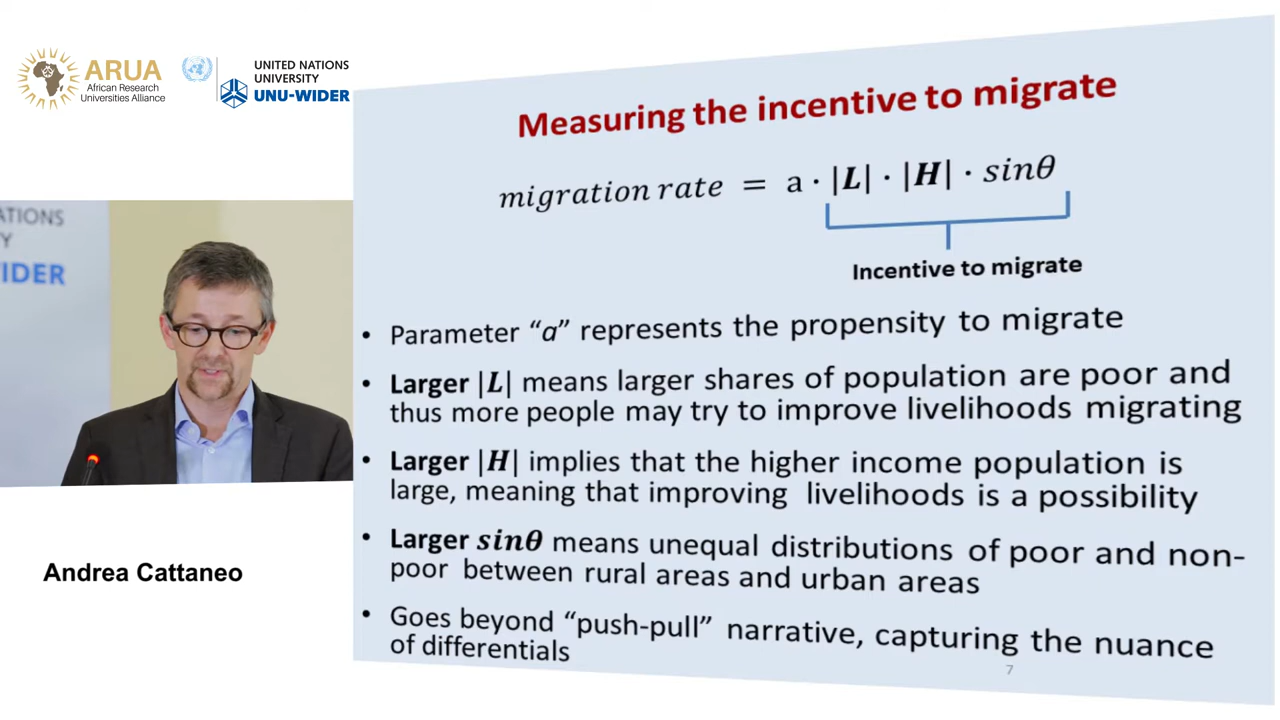 ARUA
African Research
Universities Alliance
UNITED NATIONS
UNIVERSITY
UNU-WIDER
ATIONS
Y
IDER
Andrea Cattaneo
Measuring the incentive to migrate
migration rate = a · |L| · |H| · sinθ
Incentive to migrate
• Parameter “a” represents the propensity to migrate
• Larger |L| means larger shares of population are poor and
thus more people may try to improve livelihoods migrating
• Larger |H| implies that the higher income population is
large, meaning that improving livelihoods is a possibility
• Larger sinθ means unequal distributions of poor and non-
poor between rural areas and urban areas
• Goes beyond “push-pull” narrative, capturing the nuance
of differentials
7